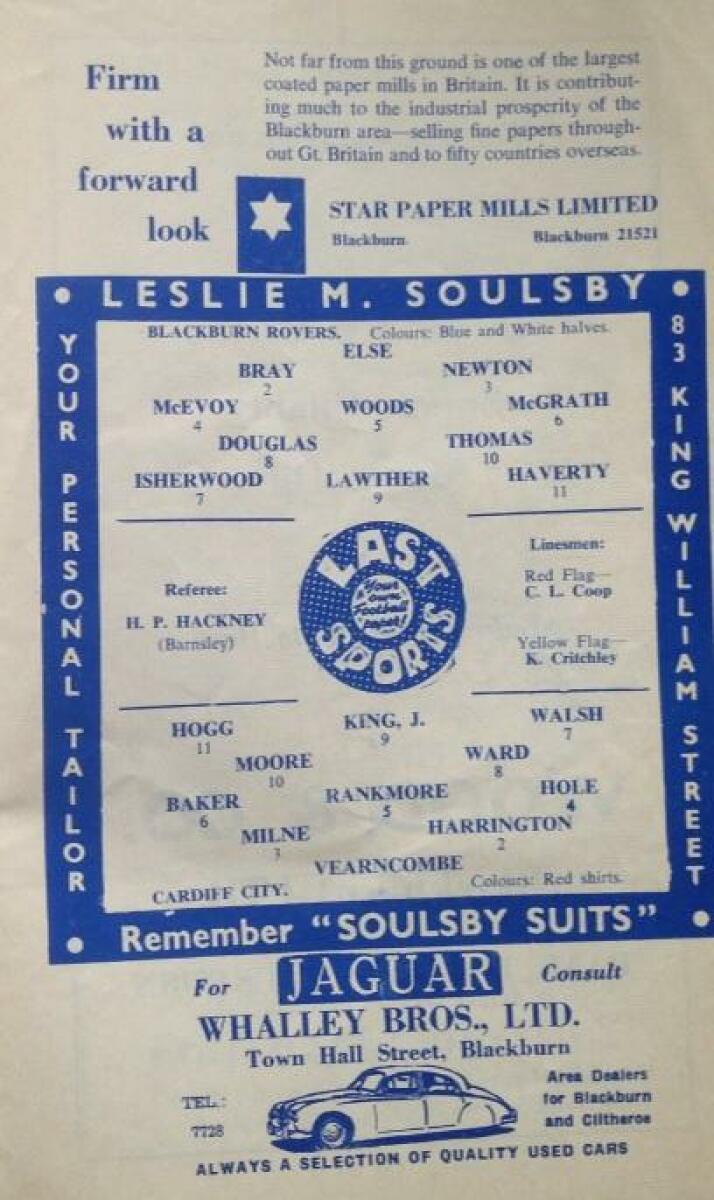 Firm
with a
forward
look
Not far from this ground is one of the largest
coated paper mills in Britain. It is contribut-
ing much to the industrial prosperity of the
Blackburn area—selling fine papers through-
out Gt. Britain and to fifty countries overseas.
STAR PAPER MILLS LIMITED
Blackburn Blackburn 21521
• LESLIE M. SOULSBY •
YOUR PERSONAL TAILOR
83 KING WILLIAM STREET
BLACKBURN ROVERS. Colours: Blue and White halves.
ELSE
BRAY NEWTON
2 3
McEVOY WOODS McGRATH
4 5 6
DOUGLAS THOMAS
8 10
ISHERWOOD LAWTHER HAVERTY
7 9 11
Referee:
H. P. HACKNEY
(Barnsley)
LAST
Your
own
Football
paper!
SPORTS
Linesmen:
Red Flag—
C. L. Coop
Yellow Flag—
K. Critchley
HOGG KING, J. WALSH
11 9 7
MOORE WARD
10 8
BAKER RANKMORE HOLE
6 5 4
MILNE HARRINGTON
3 2
VEARNCOMBE
CARDIFF CITY. Colours: Red shirts.
• Remember "SOULSBY SUITS" •
For JAGUAR Consult
WHALLEY BROS., LTD.
Town Hall Street, Blackburn
TEL.:
7728
Area Dealers
for Blackburn
and Clitheroe
ALWAYS A SELECTION OF QUALITY USED CARS